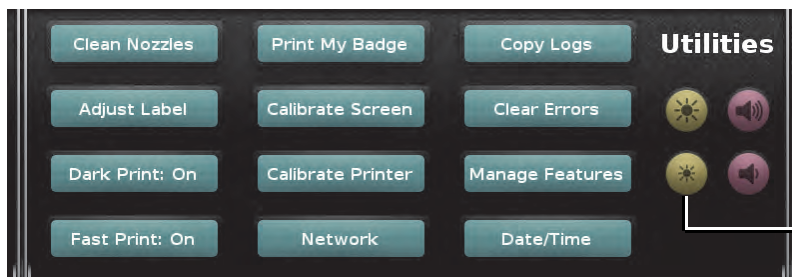 Clean Nozzles Print My Badge Copy Logs Utilities
Adjust Label Calibrate Screen Clear Errors
Dark Print: On Calibrate Printer Manage Features
Fast Print: On Network Date/Time